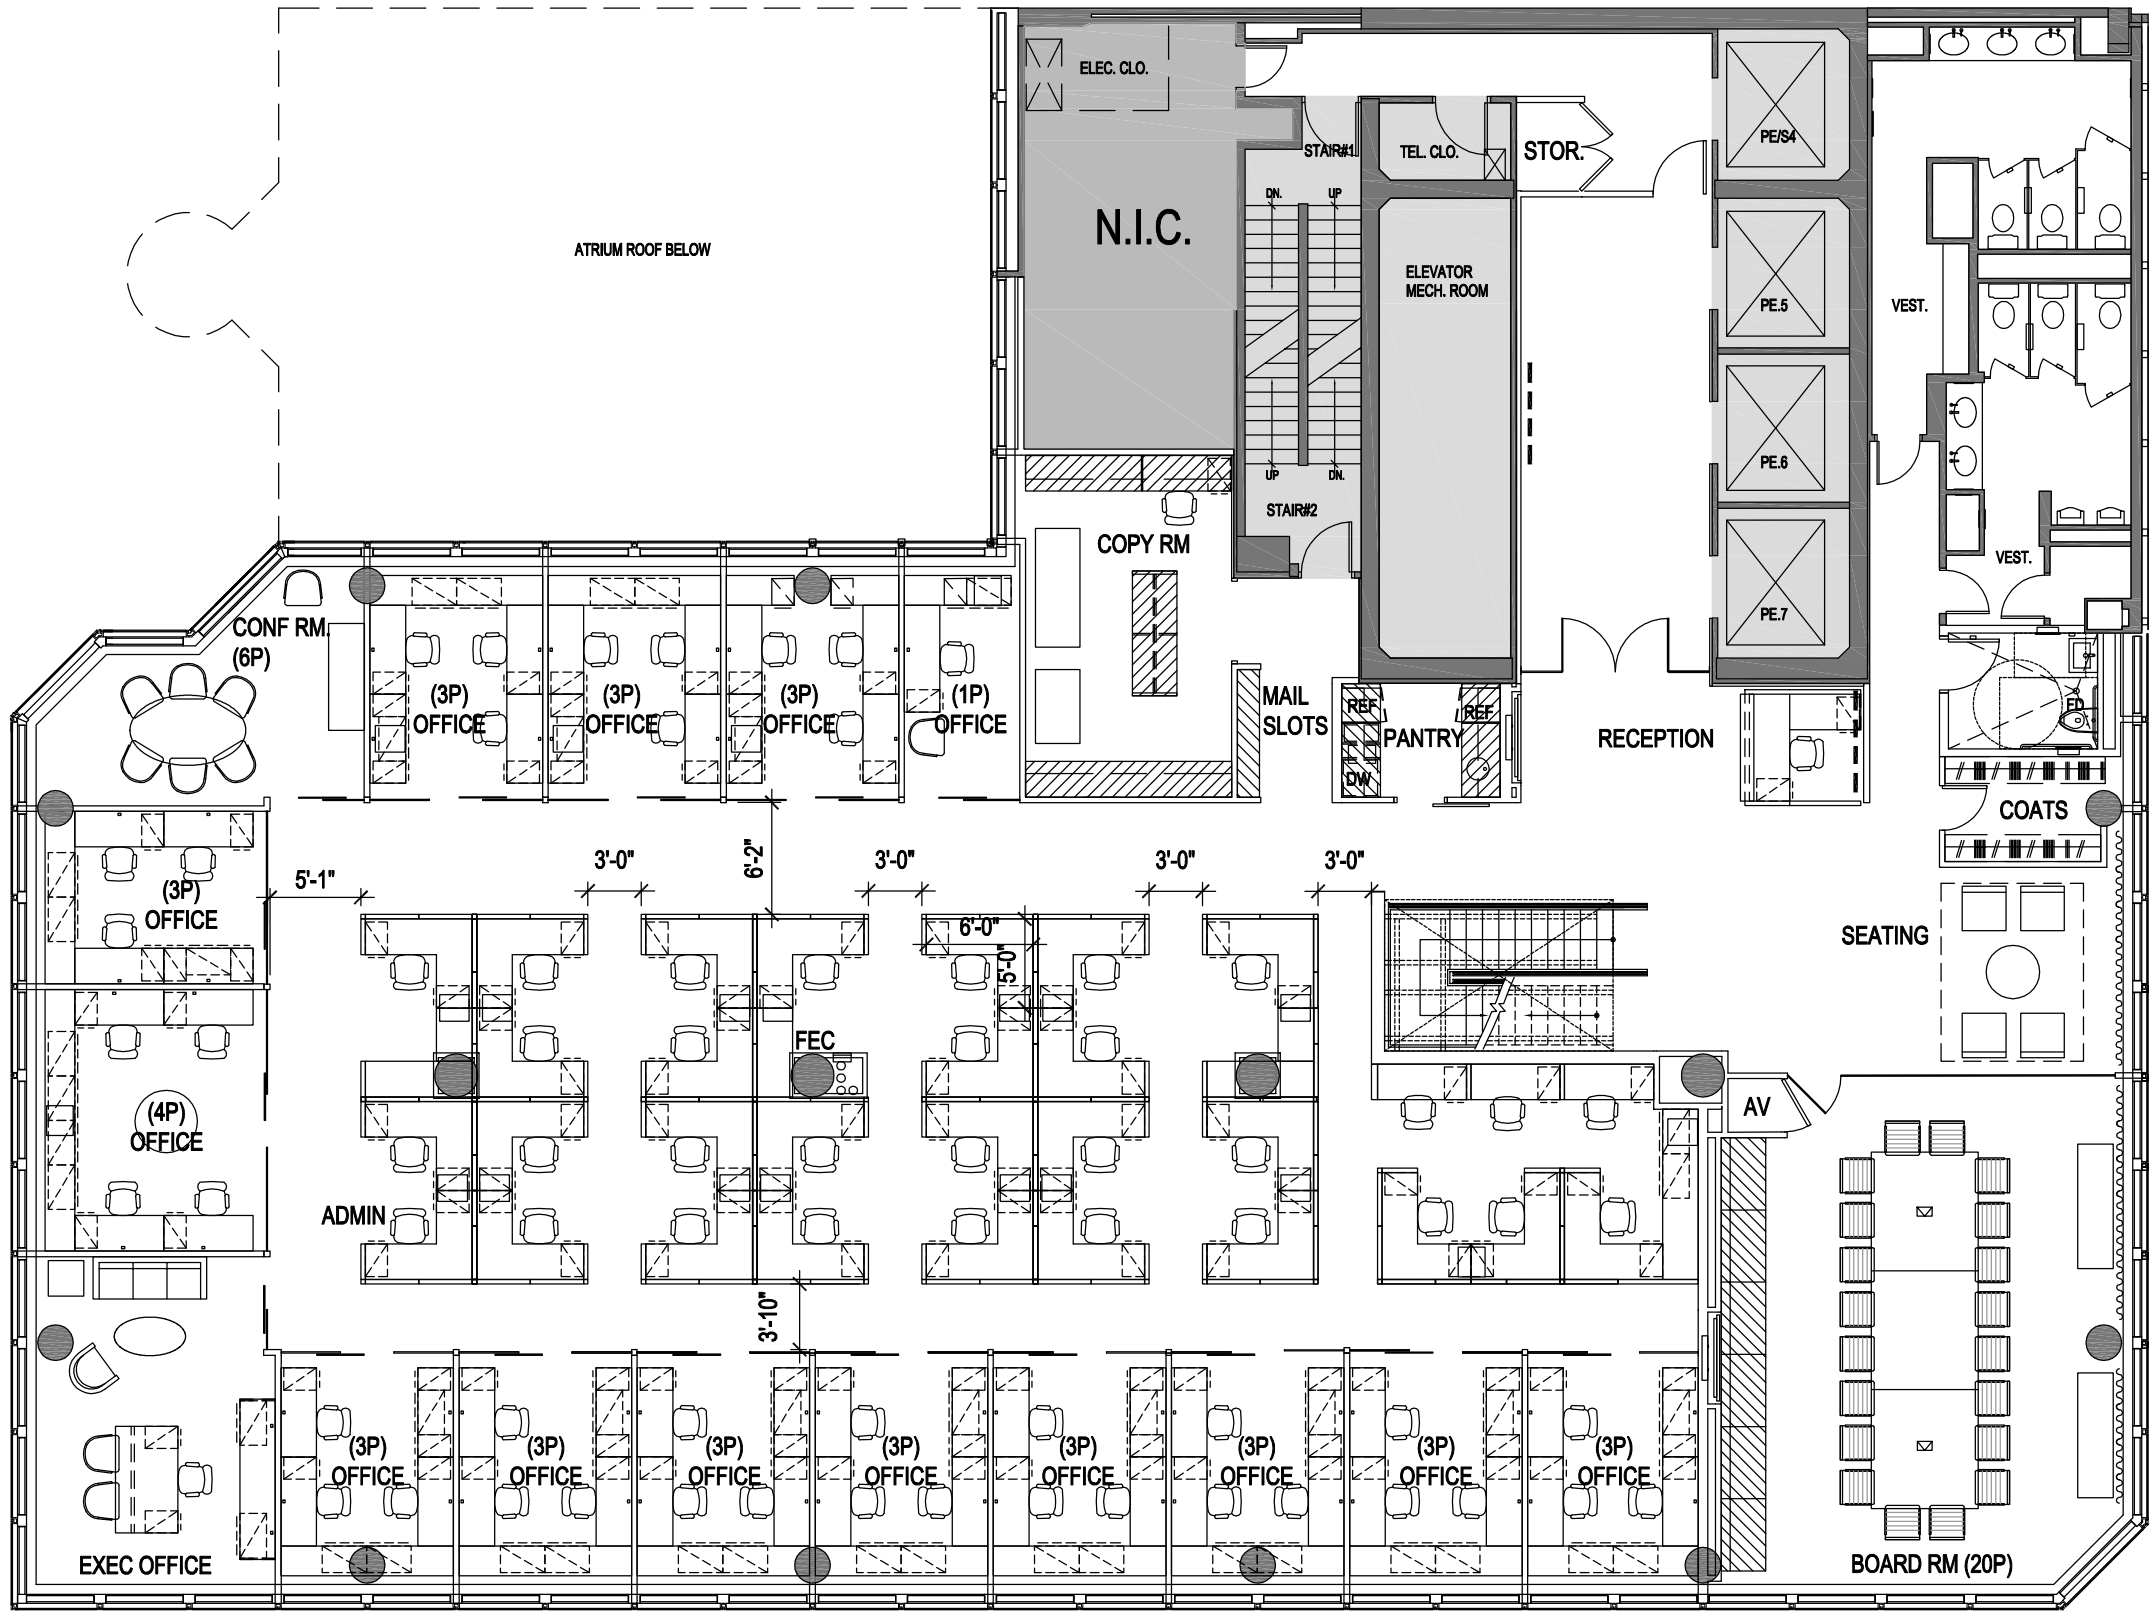 ELEC. CLO.
PE/S4
STAIR#1
TEL. CLO.
STOR.
DN.
UP
N.I.C.
ATRIUM ROOF BELOW
ELEVATOR
MECH. ROOM
PE.5
VEST.
PE.6
UP
DN.
STAIR#2
COPY RM
VEST.
PE.7
CONF RM.
(6P)
(3P)
OFFICE
(3P)
OFFICE
(3P)
OFFICE
(1P)
OFFICE
MAIL
SLOTS
REF
REF
PANTRY
DW
RECEPTION
FD
COATS
6'-2"
3'-0"
3'-0"
3'-0"
3'-0"
5'-1"
(3P)
OFFICE
6'-0"
5'-0"
SEATING
FEC
(4P)
OFFICE
AV
ADMIN
3'-10"
(3P)
OFFICE
(3P)
OFFICE
(3P)
OFFICE
(3P)
OFFICE
(3P)
OFFICE
(3P)
OFFICE
(3P)
OFFICE
(3P)
OFFICE
EXEC OFFICE
BOARD RM (20P)